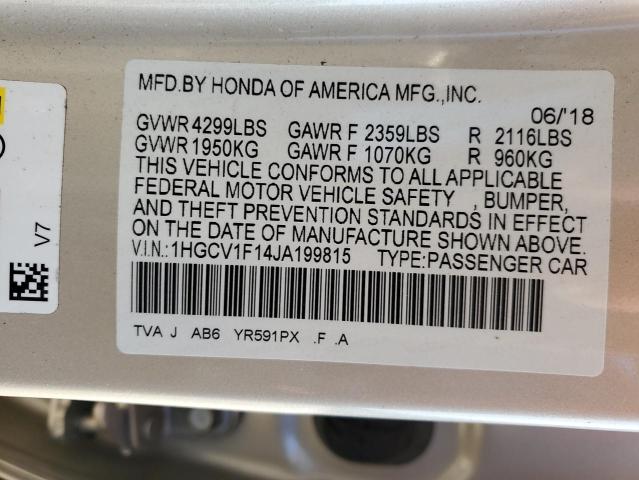 MFD.BY HONDA OF AMERICA MFG.,INC.
06/'18
GVWR 4299LBS GAWR F 2359LBS R 2116LBS
GVWR 1950KG GAWR F 1070KG R 960KG
THIS VEHICLE CONFORMS TO ALL APPLICABLE
FEDERAL MOTOR VEHICLE SAFETY , BUMPER,
AND THEFT PREVENTION STANDARDS IN EFFECT
ON THE DATE OF MANUFACTURE SHOWN ABOVE.
V.I.N.:1HGCV1F14JA199815 TYPE:PASSENGER CAR
TVA J AB6 YR591PX .F .A
V7